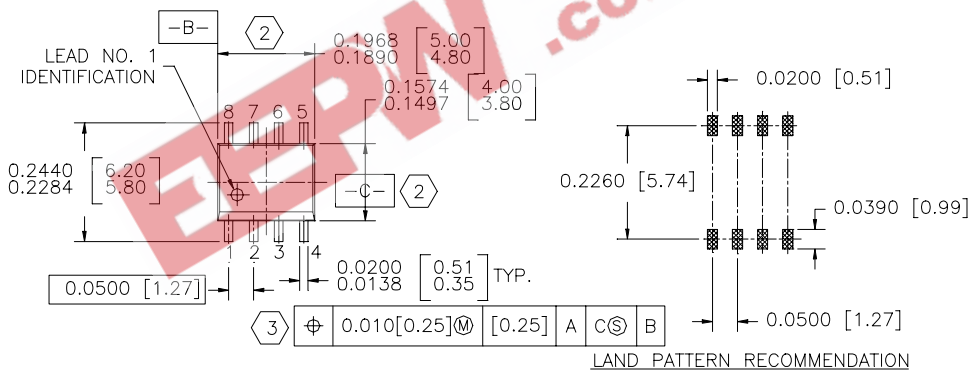 -B-
2
0.1968 [5.00]
0.1890 [4.80]
LEAD NO. 1
IDENTIFICATION
0.1574 [4.00]
0.1497 [3.80]
8 7 6 5
0.2440 [6.20]
0.2284 [5.80]
-C-
2
1 2 3 4
0.0200 [0.51]
0.0138 [0.35]
TYP.
0.0500 [1.27]
3
⌖ 0.010[0.25]Ⓜ [0.25] A CⓈ B
0.0200 [0.51]
0.2260 [5.74]
0.0390 [0.99]
0.0500 [1.27]
LAND PATTERN RECOMMENDATION
EEPW.co